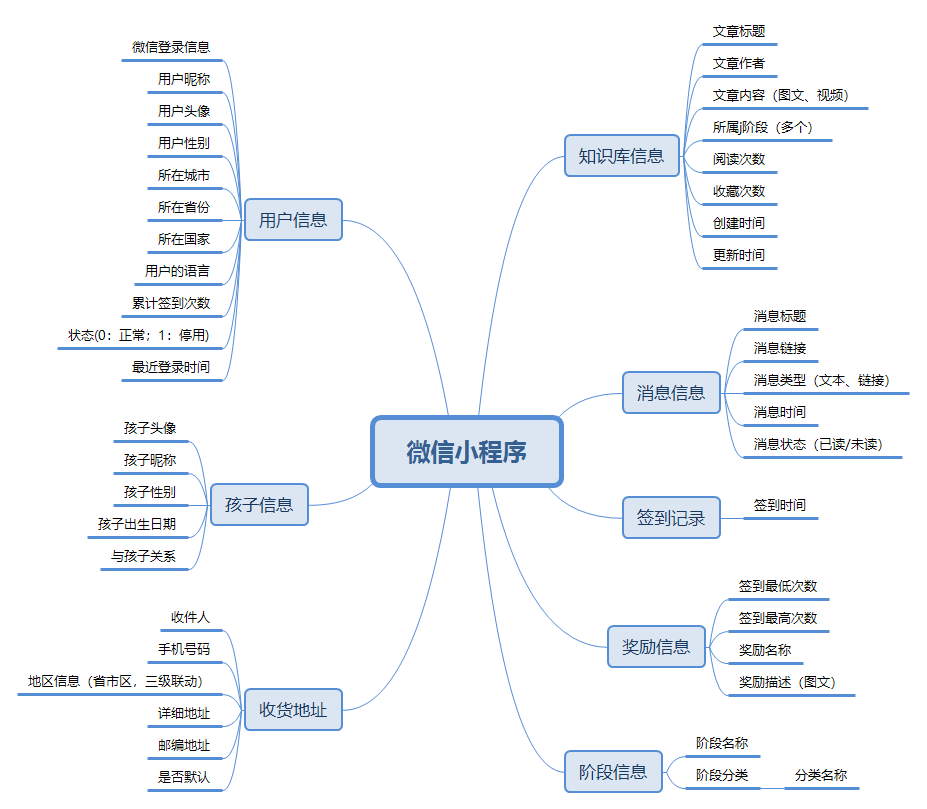 微信小程序
用户信息
微信登录信息
用户昵称
用户头像
用户性别
所在城市
所在省份
所在国家
用户的语言
累计签到次数
状态(0：正常；1：停用)
最近登录时间
孩子信息
孩子头像
孩子昵称
孩子性别
孩子出生日期
与孩子关系
收货地址
收件人
手机号码
地区信息（省市区，三级联动）
详细地址
邮编地址
是否默认
知识库信息
文章标题
文章作者
文章内容（图文、视频）
所属j阶段（多个）
阅读次数
收藏次数
创建时间
更新时间
消息信息
消息标题
消息链接
消息类型（文本、链接）
消息时间
消息状态（已读/未读）
签到记录
签到时间
奖励信息
签到最低次数
签到最高次数
奖励名称
奖励描述（图文）
阶段信息
阶段名称
阶段分类
分类名称